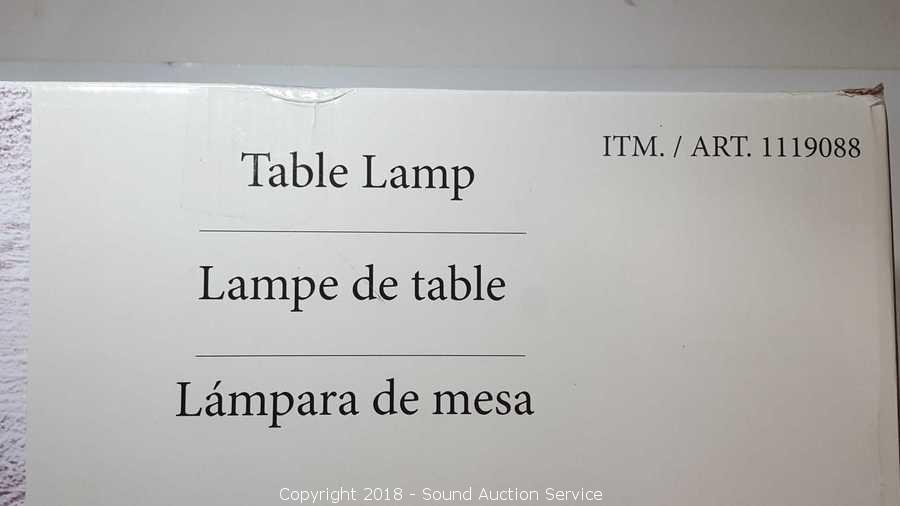 Table Lamp
ITM. / ART. 1119088
Lampe de table
Lámpara de mesa
Copyright 2018 - Sound Auction Service